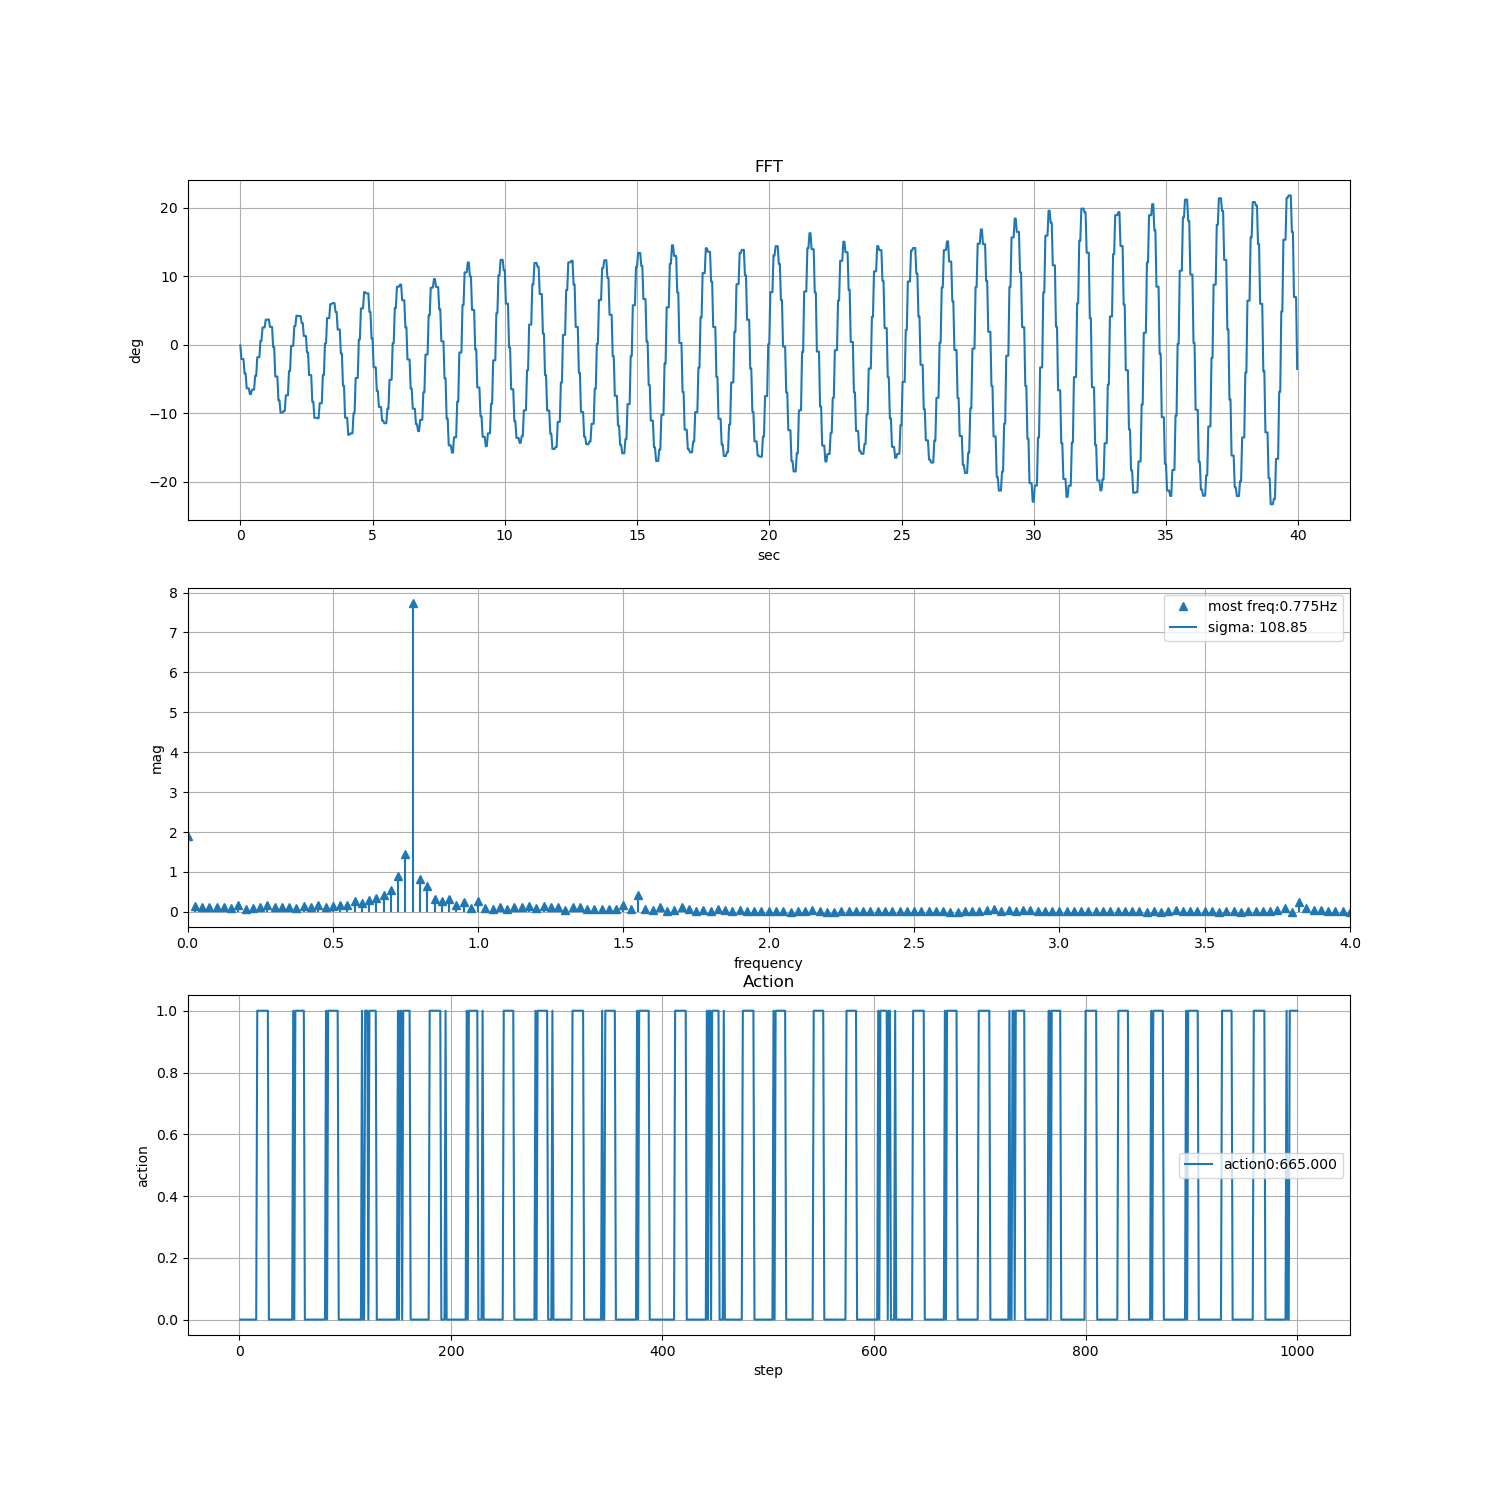 FFT
20
10
0
−10
−20
deg
0 5 10 15 20 25 30 35 40
sec
8
7
6
5
4
3
2
1
0
mag
most freq:0.775Hz
sigma: 108.85
0.0 0.5 1.0 1.5 2.0 2.5 3.0 3.5 4.0
frequency
Action
1.0
0.8
0.6
0.4
0.2
0.0
action
action0:665.000
0 200 400 600 800 1000
step